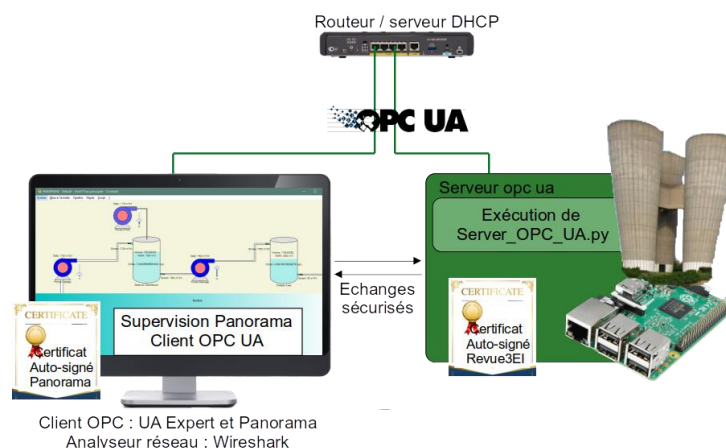 Routeur / serveur DHCP
OPC UA
Serveur opc ua
Exécution de
Server_OPC_UA.py
Echanges
sécurisés
CERTIFICATE
Certificat
Auto-signé
Panorama
Supervision Panorama
Client OPC UA
CERTIFICATE
Certificat
Auto-signé
Revue3EI
Client OPC : UA Expert et Panorama
Analyseur réseau : Wireshark